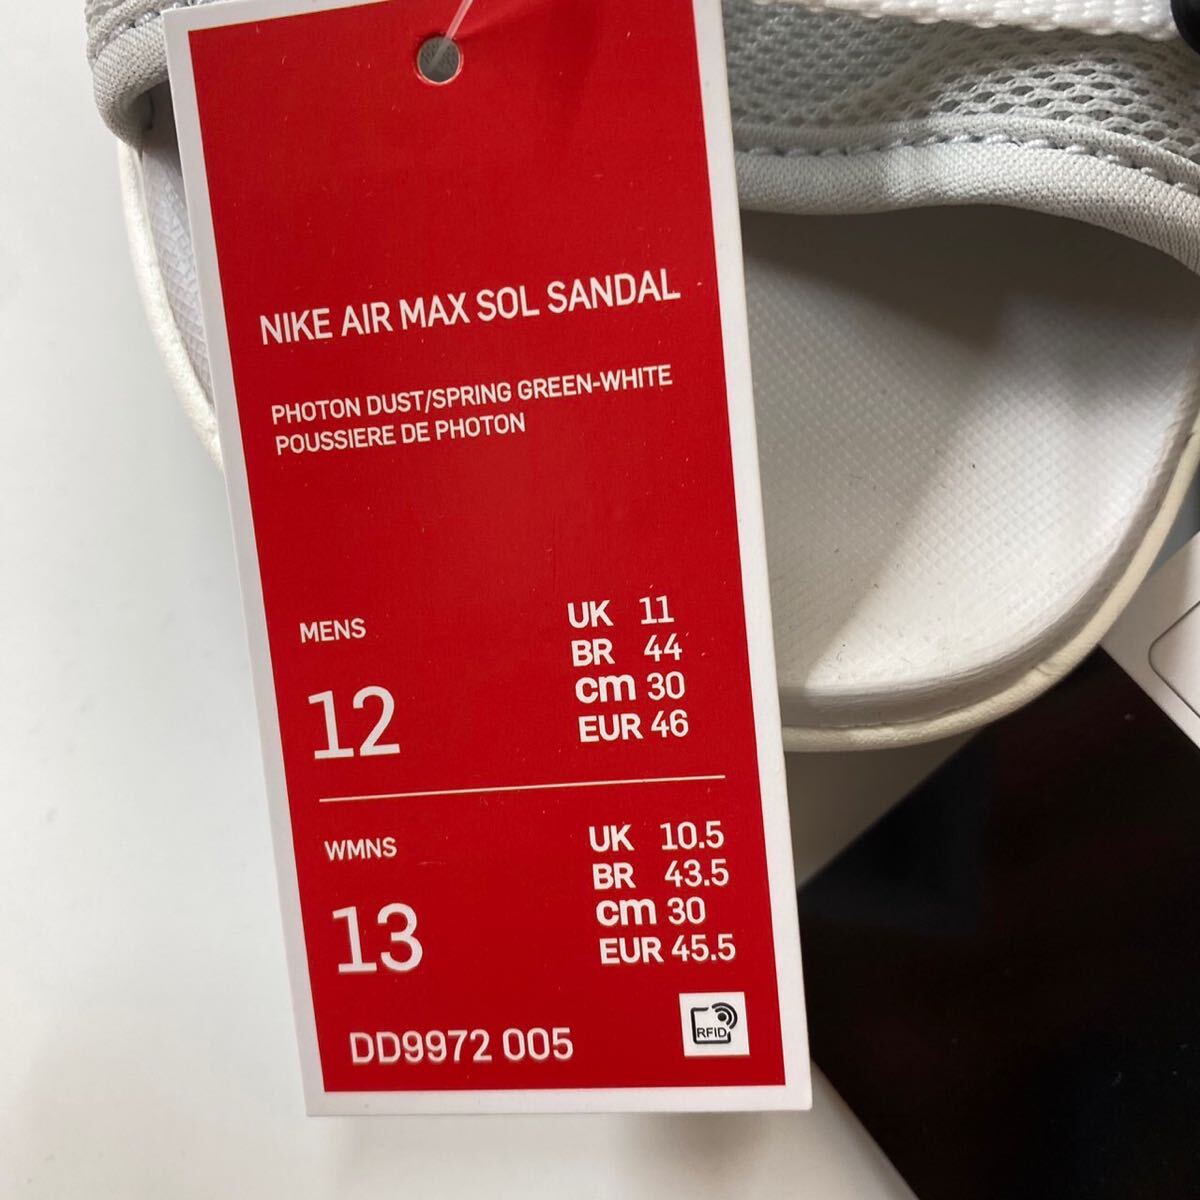 NIKE AIR MAX SOL SANDAL
PHOTON DUST/SPRING GREEN-WHITE
POUSSIERE DE PHOTON
MENS
12
UK 11
BR 44
cm 30
EUR 46
WMNS
13
UK 10.5
BR 43.5
cm 30
EUR 45.5
DD9972 005
RFID